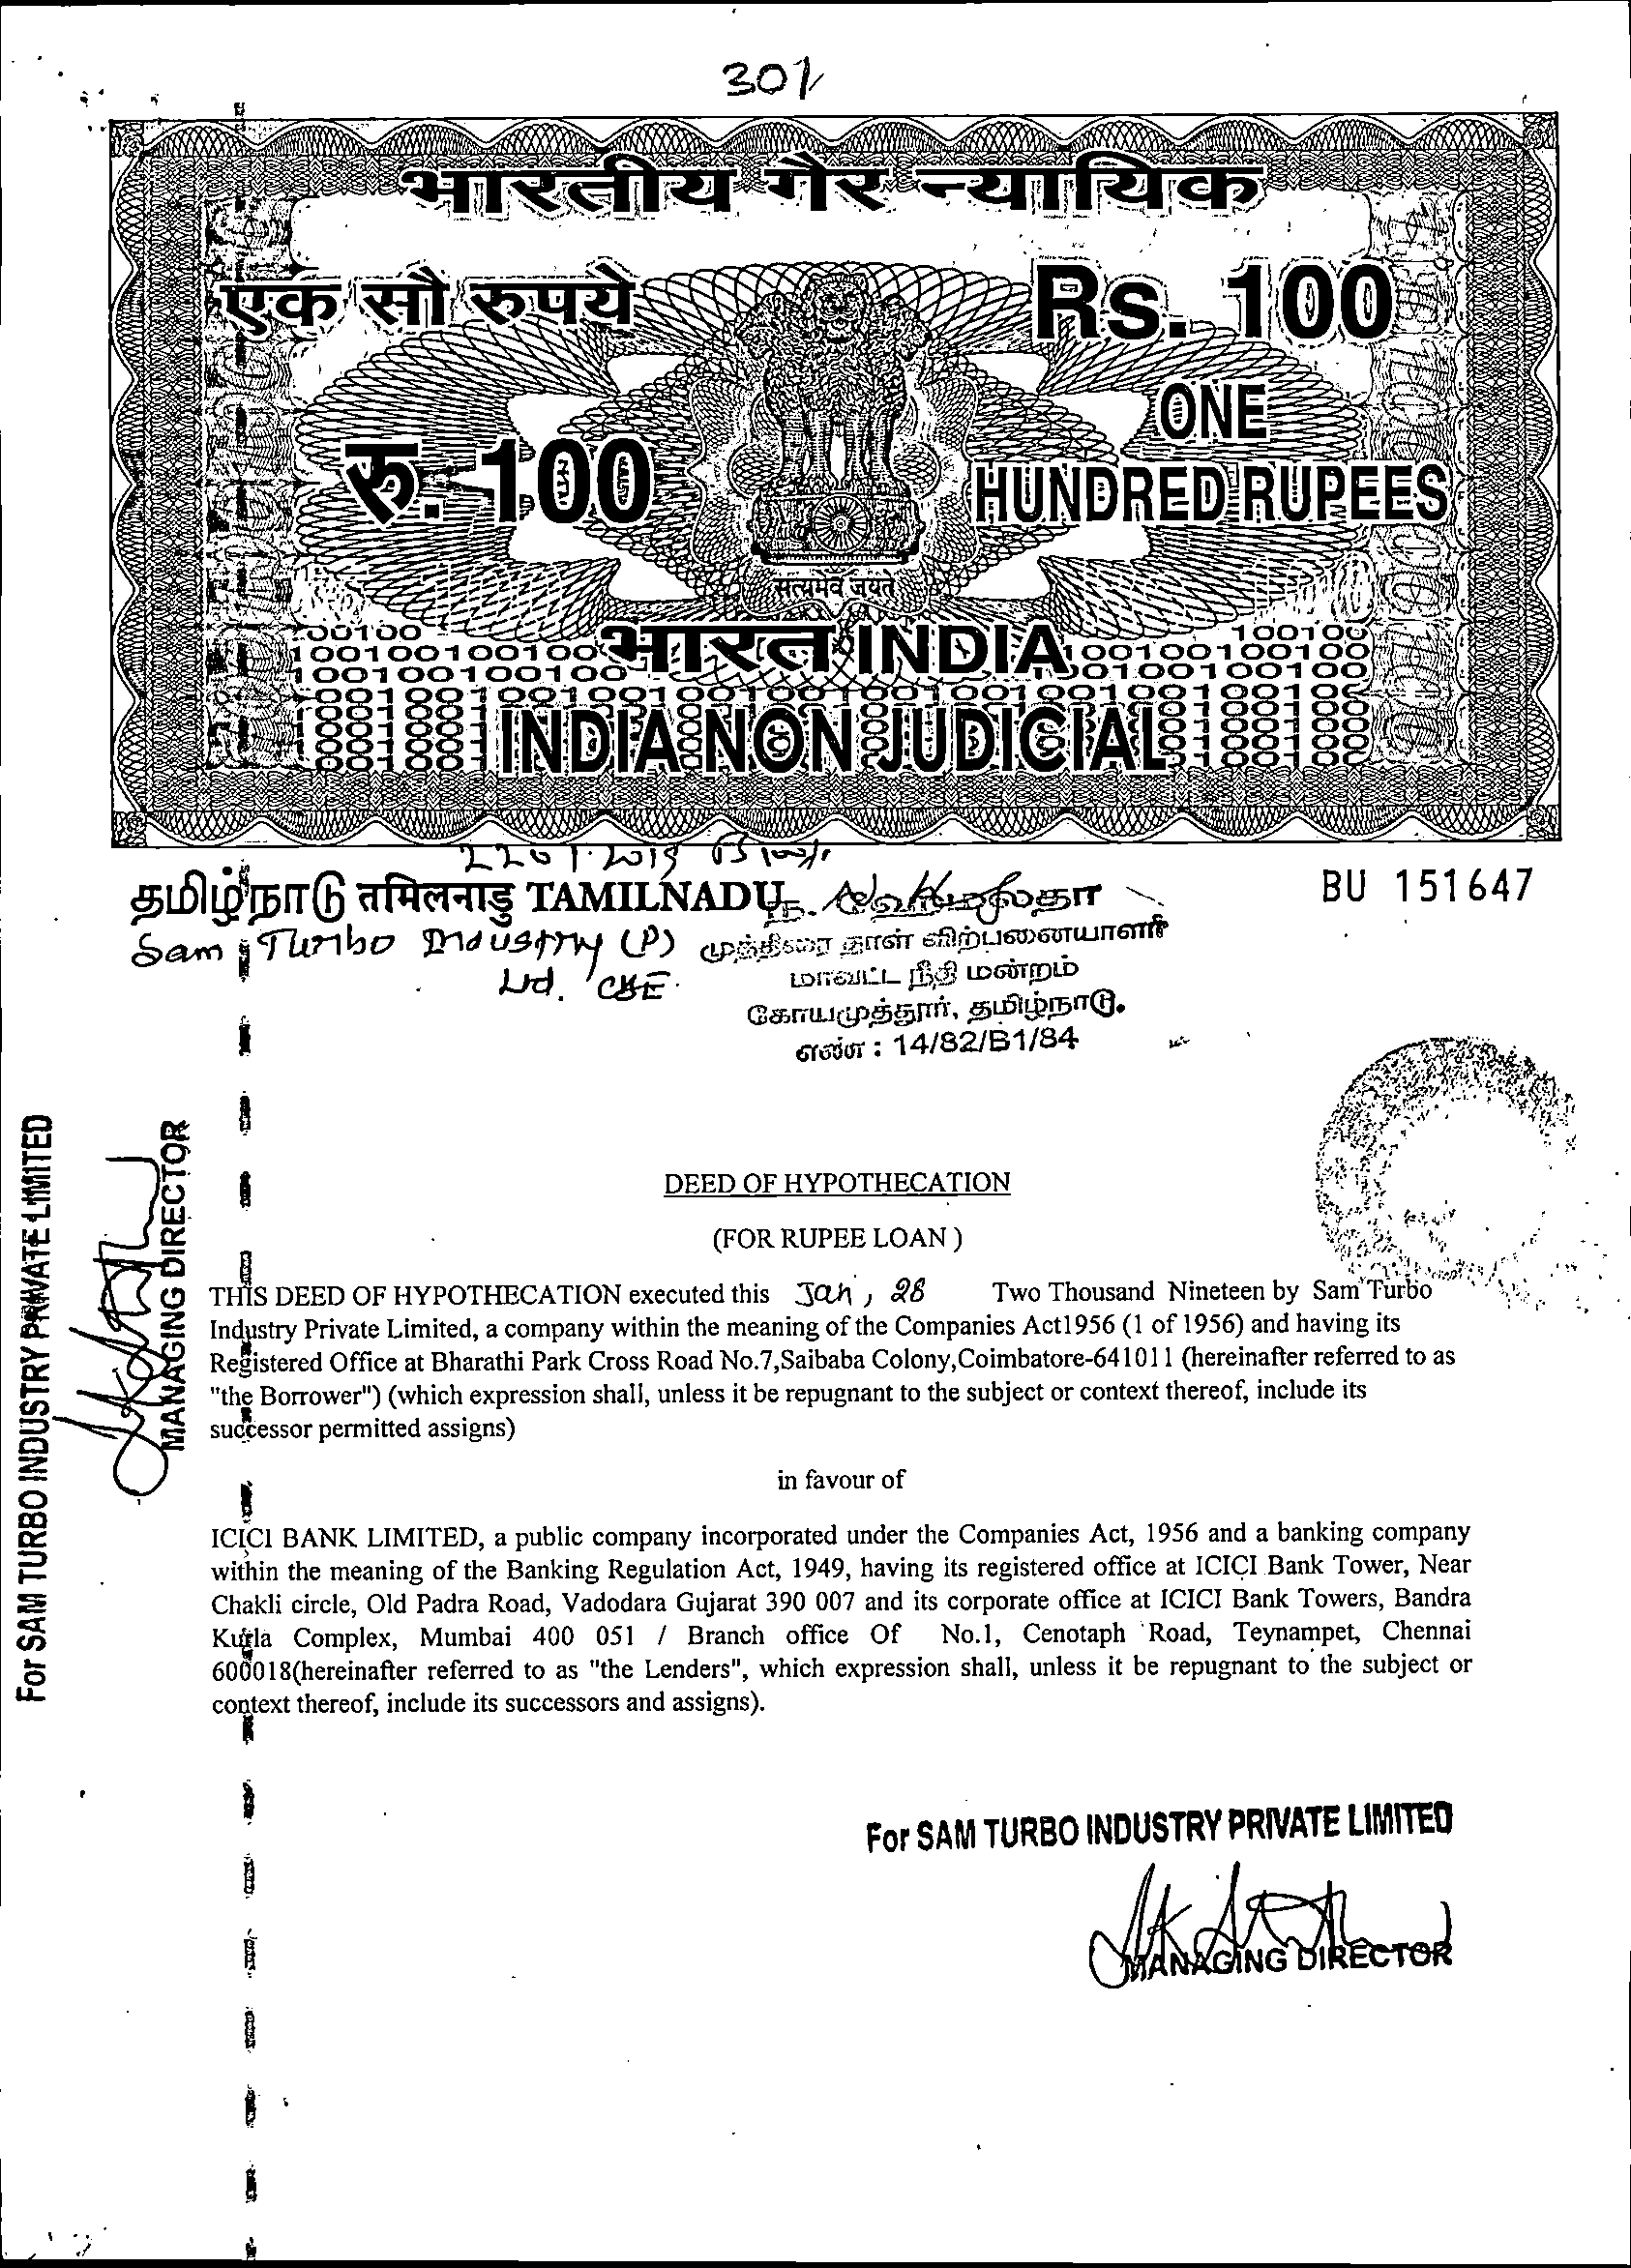 भारतीय गैर न्यायिक
एक सौ रुपये Rs. 100
रु. 100 ONE
HUNDRED RUPEES
सत्यमेव जयते
भारत INDIA
INDIA NON JUDICIAL
தமிழ்நாடு तमिलनाडु TAMILNADU
BU 151647
Sam Turbo Industry (P)
Ltd. CBE.
முத்திரை தாள் விற்பனையாளர்
மாவட்ட நீதி மன்றம்
கோயமுத்தூர், தமிழ்நாடு.
எண் : 14/82/B1/84
DEED OF HYPOTHECATION
(FOR RUPEE LOAN )
THIS DEED OF HYPOTHECATION executed this Jan, 28 Two Thousand Nineteen by Sam Turbo
Industry Private Limited, a company within the meaning of the Companies Act1956 (1 of 1956) and having its
Registered Office at Bharathi Park Cross Road No.7,Saibaba Colony,Coimbatore-641011 (hereinafter referred to as
"the Borrower") (which expression shall, unless it be repugnant to the subject or context thereof, include its
successor permitted assigns)
in favour of
ICICI BANK LIMITED, a public company incorporated under the Companies Act, 1956 and a banking company
within the meaning of the Banking Regulation Act, 1949, having its registered office at ICICI Bank Tower, Near
Chakli circle, Old Padra Road, Vadodara Gujarat 390 007 and its corporate office at ICICI Bank Towers, Bandra
Kurla Complex, Mumbai 400 051 / Branch office Of No.1, Cenotaph Road, Teynampet, Chennai
600018(hereinafter referred to as "the Lenders", which expression shall, unless it be repugnant to the subject or
context thereof, include its successors and assigns).
For SAM TURBO INDUSTRY PRIVATE LIMITED
MANAGING DIRECTOR
For SAM TURBO INDUSTRY PRIVATE LIMITED
MANAGING DIRECTOR